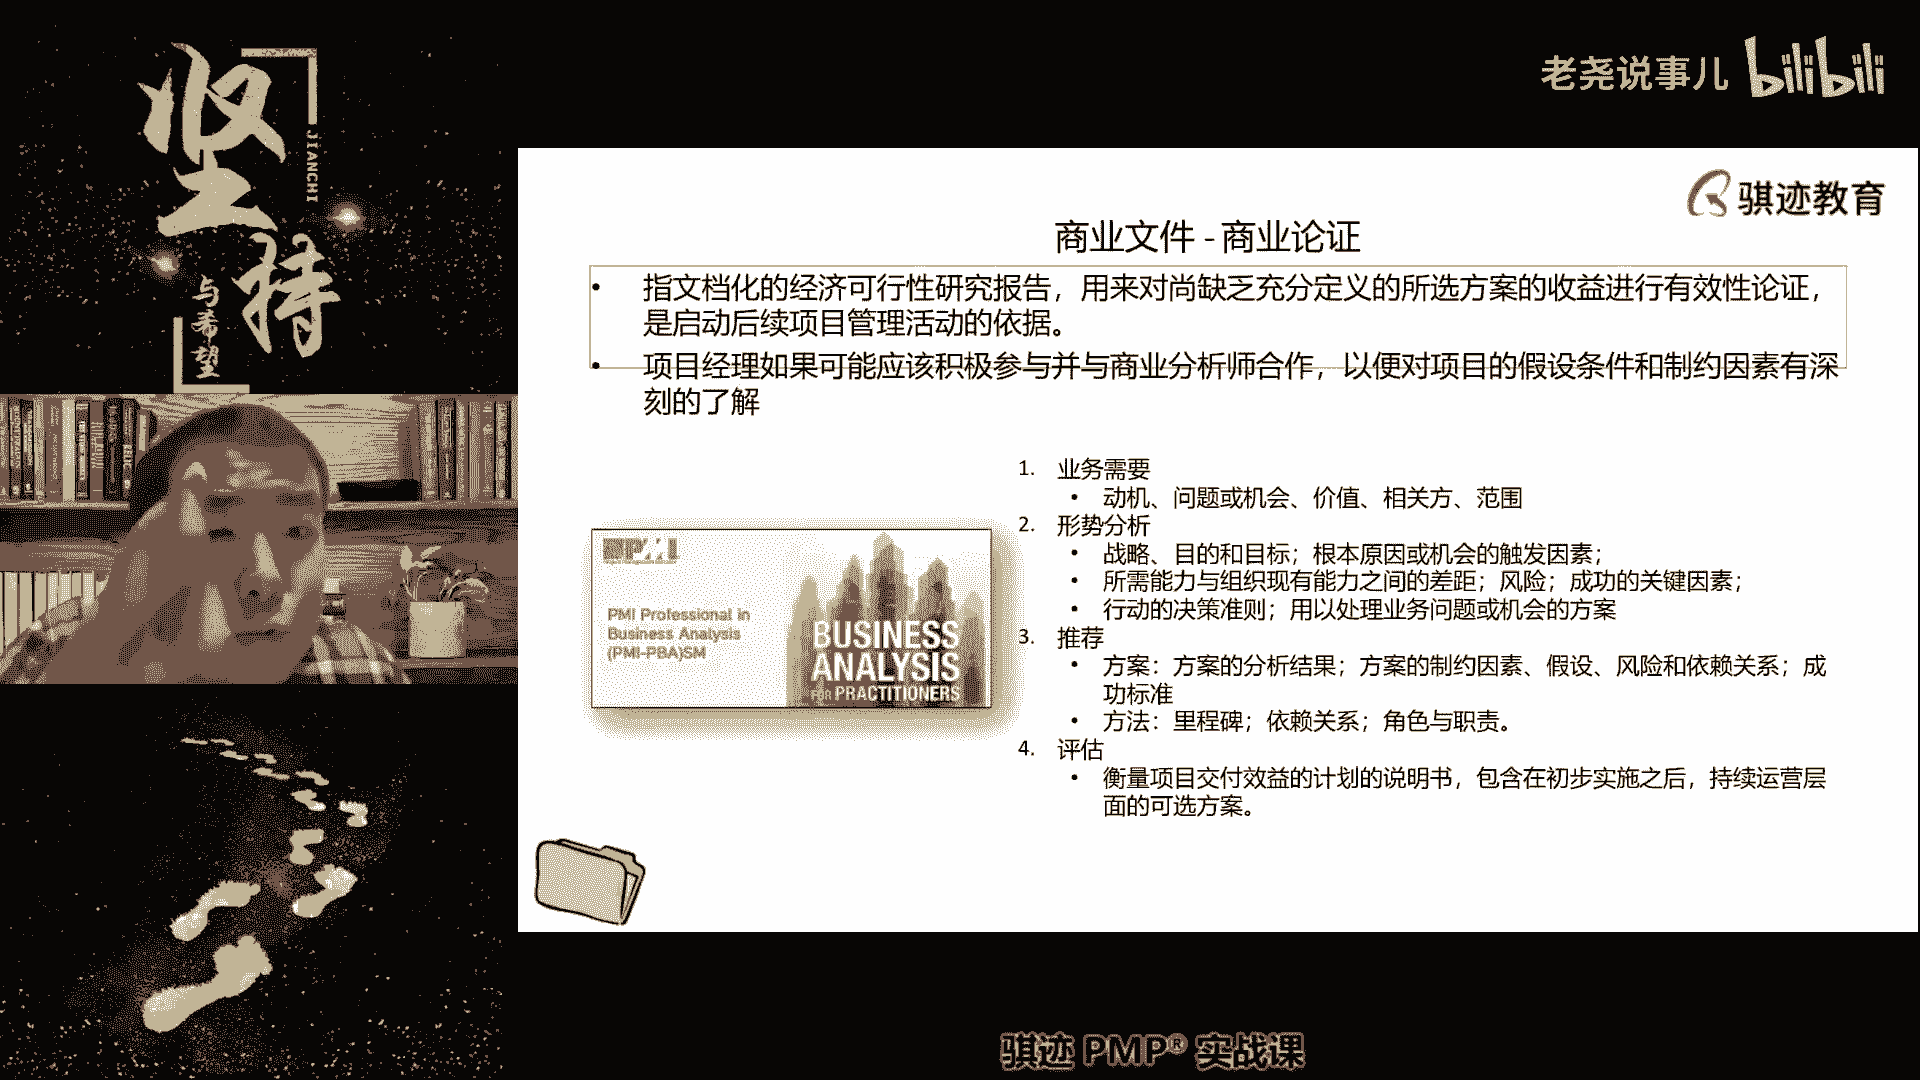 坚持
JIANCHI
与希望
老尧说事儿 bilibili
骐迹教育
商业文件 - 商业论证
• 指文档化的经济可行性研究报告，用来对尚缺乏充分定义的所选方案的收益进行有效性论证，
是启动后续项目管理活动的依据。
• 项目经理如果可能应该积极参与并与商业分析师合作，以便对项目的假设条件和制约因素有深
刻的了解
1. 业务需要
• 动机、问题或机会、价值、相关方、范围
2. 形势分析
• 战略、目的和目标；根本原因或机会的触发因素；
• 所需能力与组织现有能力之间的差距；风险；成功的关键因素；
• 行动的决策准则；用以处理业务问题或机会的方案
3. 推荐
• 方案：方案的分析结果；方案的制约因素、假设、风险和依赖关系；成
功标准
• 方法：里程碑；依赖关系；角色与职责。
4. 评估
• 衡量项目交付效益的计划的说明书，包含在初步实施之后，持续运营层
面的可选方案。
PMI
PMI Professional in
Business Analysis
(PMI-PBA)SM
BUSINESS
ANALYSIS
FOR PRACTITIONERS
骐迹 PMP® 实战课